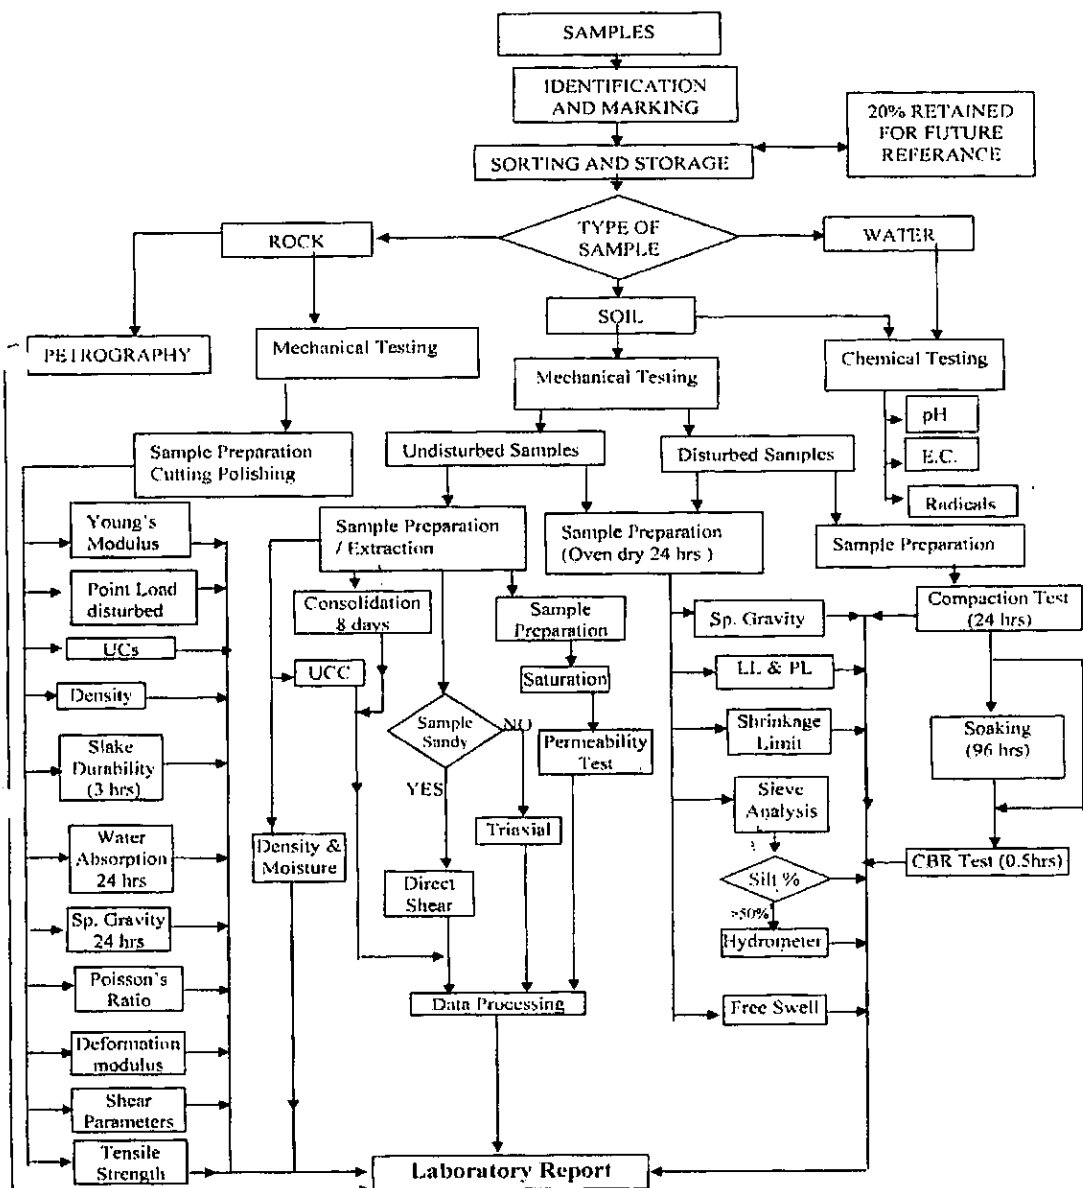 SAMPLES
IDENTIFICATION
AND MARKING
20% RETAINED
FOR FUTURE
REFERANCE
SORTING AND STORAGE
TYPE OF
SAMPLE
ROCK
WATER
SOIL
PETROGRAPHY
Mechanical Testing
Mechanical Testing
Chemical Testing
pH
E.C.
Radicals
Sample Preparation
Cutting Polishing
Undisturbed Samples
Disturbed Samples
Sample Preparation
/ Extraction
Sample Preparation
(Oven dry 24 hrs )
Sample Preparation
Young's
Modulus
Point Load
disturbed
UCs
Density
Slake
Durability
(3 hrs)
Water
Absorption
24 hrs
Sp. Gravity
24 hrs
Poisson's
Ratio
Deformation
modulus
Shear
Parameters
Tensile
Strength
Consolidation
8 days
UCC
Density &
Moisture
Sample
Sandy
NO
YES
Direct
Shear
Triaxial
Sample
Preparation
Saturation
Permeability
Test
Data Processing
Sp. Gravity
LL & PL
Shrinkage
Limit
Sieve
Analysis
Silt %
>50%
Hydrometer
Free Swell
Compaction Test
(24 hrs)
Soaking
(96 hrs)
CBR Test (0.5hrs)
Laboratory Report